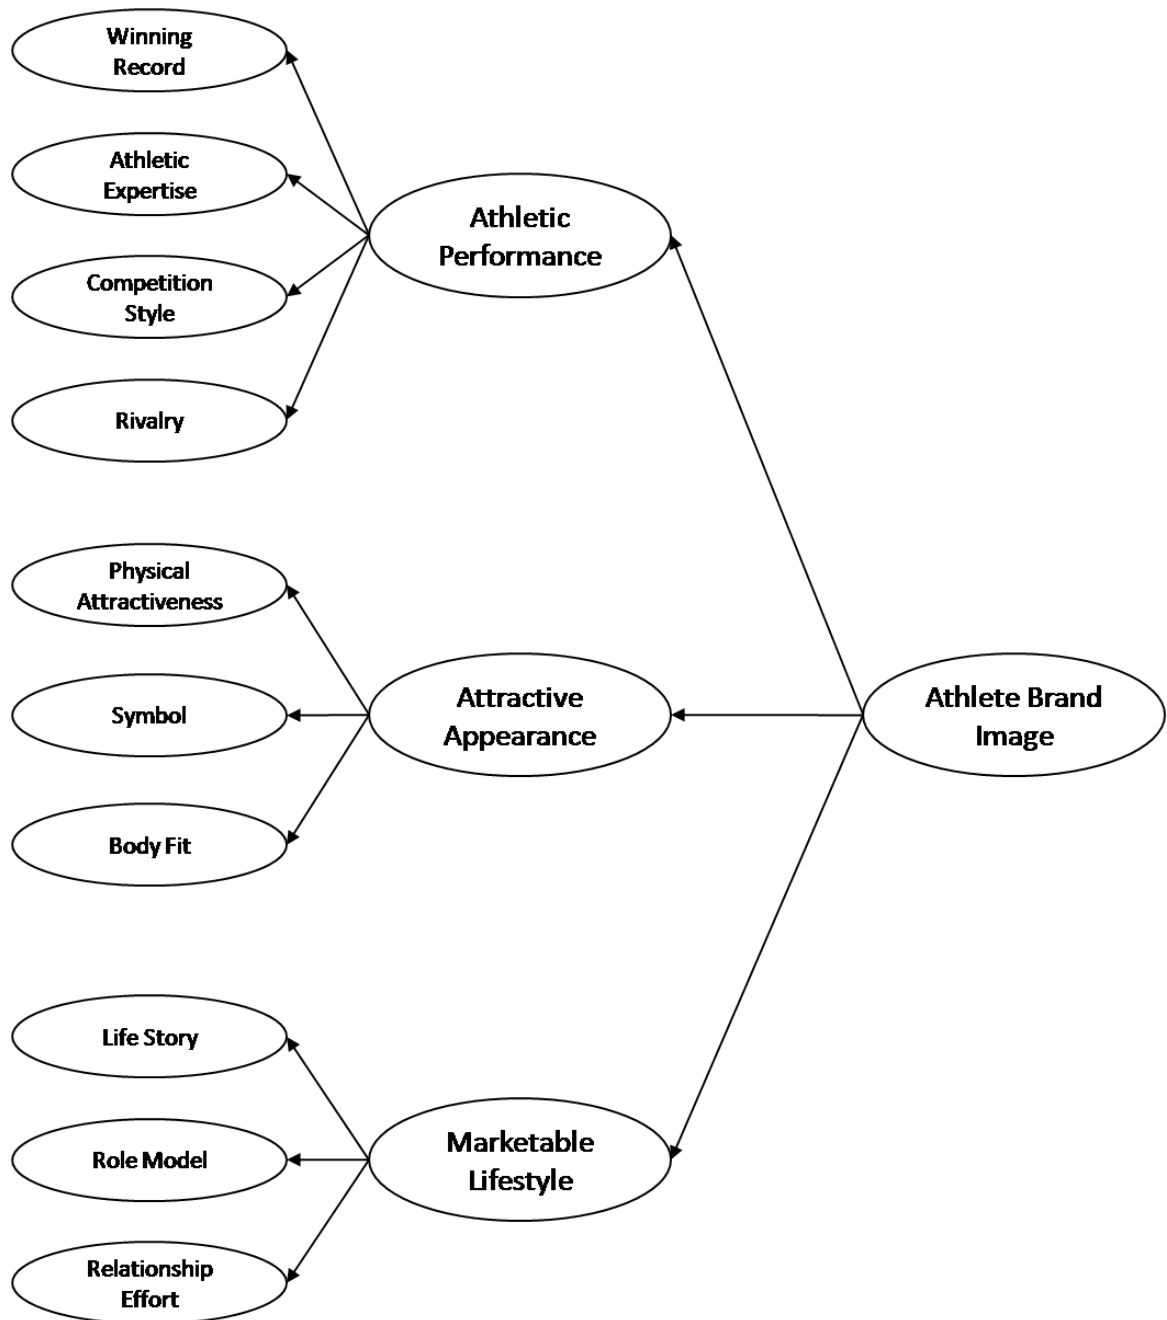 Winning
Record
Athletic
Expertise
Competition
Style
Rivalry
Athletic
Performance
Physical
Attractiveness
Symbol
Body Fit
Attractive
Appearance
Athlete Brand
Image
Life Story
Role Model
Relationship
Effort
Marketable
Lifestyle